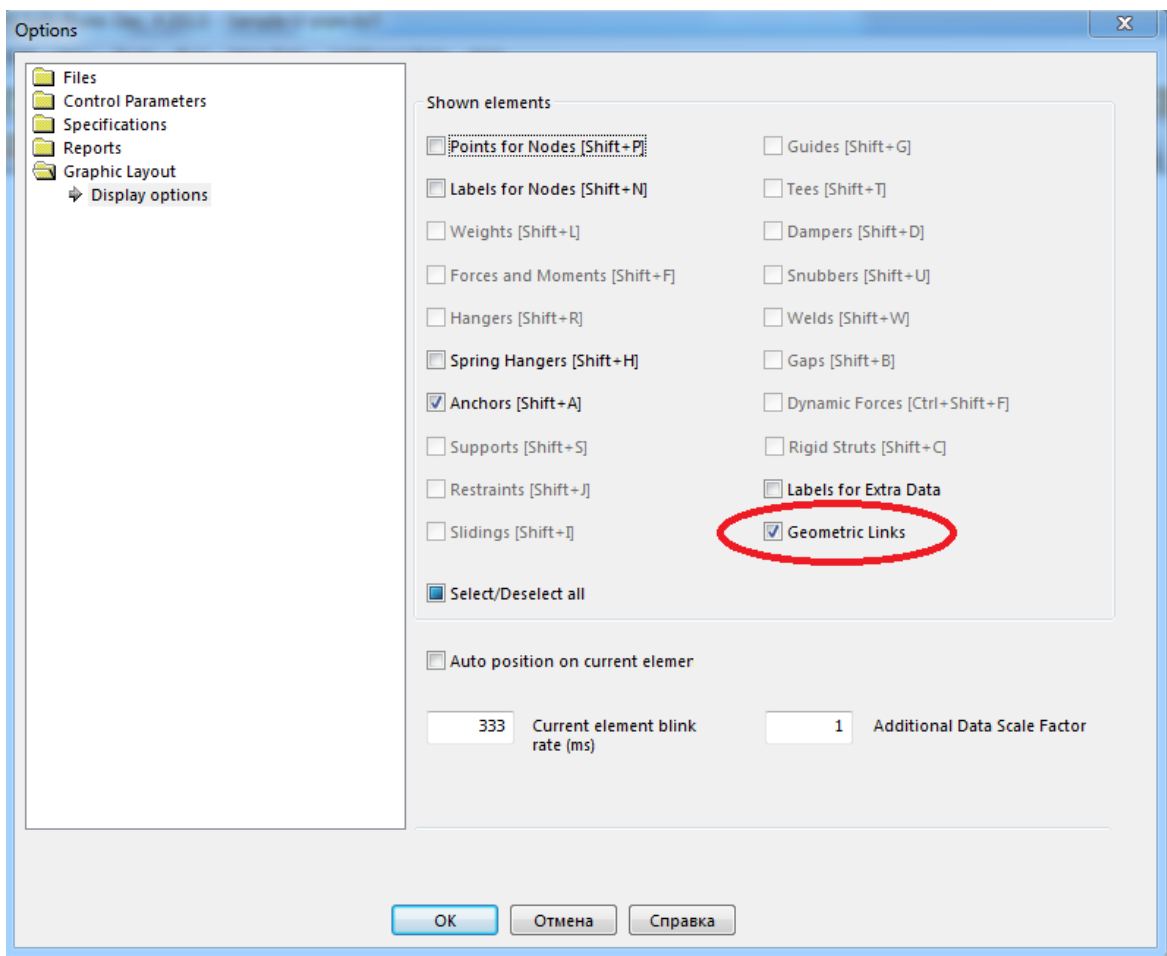 Options
Files
Control Parameters
Specifications
Reports
Graphic Layout
Display options
Shown elements
Points for Nodes [Shift+P]
Labels for Nodes [Shift+N]
Weights [Shift+L]
Forces and Moments [Shift+F]
Hangers [Shift+R]
Spring Hangers [Shift+H]
Anchors [Shift+A]
Supports [Shift+S]
Restraints [Shift+J]
Slidings [Shift+I]
Guides [Shift+G]
Tees [Shift+T]
Dampers [Shift+D]
Snubbers [Shift+U]
Welds [Shift+W]
Gaps [Shift+B]
Dynamic Forces [Ctrl+Shift+F]
Rigid Struts [Shift+C]
Labels for Extra Data
Geometric Links
Select/Deselect all
Auto position on current elemer
333 Current element blink
rate (ms)
1 Additional Data Scale Factor
OK
Отмена
Справка